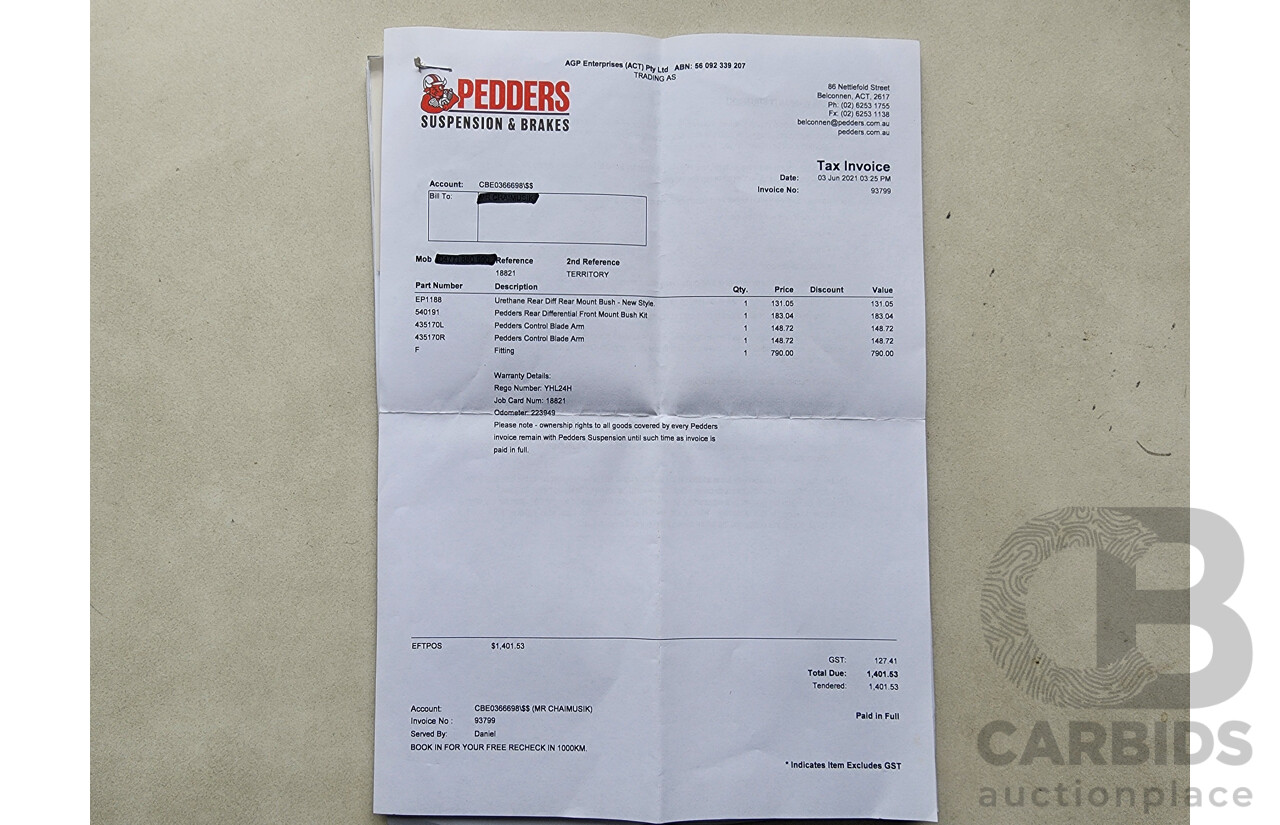 AGP Enterprises (ACT) Pty Ltd ABN: 56 092 339 207
TRADING AS
PEDDERS
SUSPENSION & BRAKES
86 Nettlefold Street
Belconnen, ACT, 2617
Ph: (02) 6253 1755
Fx: (02) 6253 1138
belconnen@pedders.com.au
pedders.com.au
Tax Invoice
Date: 03 Jun 2021 03:25 PM
Invoice No: 93799
Account: CBE0366698\$$
Bill To:
Mob Reference 2nd Reference
18821 TERRITORY
Part Number Description Qty. Price Discount Value
EP1188 Urethane Rear Diff Rear Mount Bush - New Style. 1 131.05 131.05
540191 Pedders Rear Differential Front Mount Bush Kit 1 183.04 183.04
435170L Pedders Control Blade Arm 1 148.72 148.72
435170R Pedders Control Blade Arm 1 148.72 148.72
F Fitting 1 790.00 790.00
Warranty Details:
Rego Number: YHL24H
Job Card Num: 18821
Odometer: 223949
Please note - ownership rights to all goods covered by every Pedders
invoice remain with Pedders Suspension until such time as invoice is
paid in full.
EFTPOS $1,401.53
GST: 127.41
Total Due: 1,401.53
Tendered: 1,401.53
Account: CBE0366698\$$ (MR CHAIMUSIK)
Invoice No : 93799
Paid in Full
Served By: Daniel
BOOK IN FOR YOUR FREE RECHECK IN 1000KM.
* Indicates Item Excludes GST
CB
CARBIDS
auctionplace